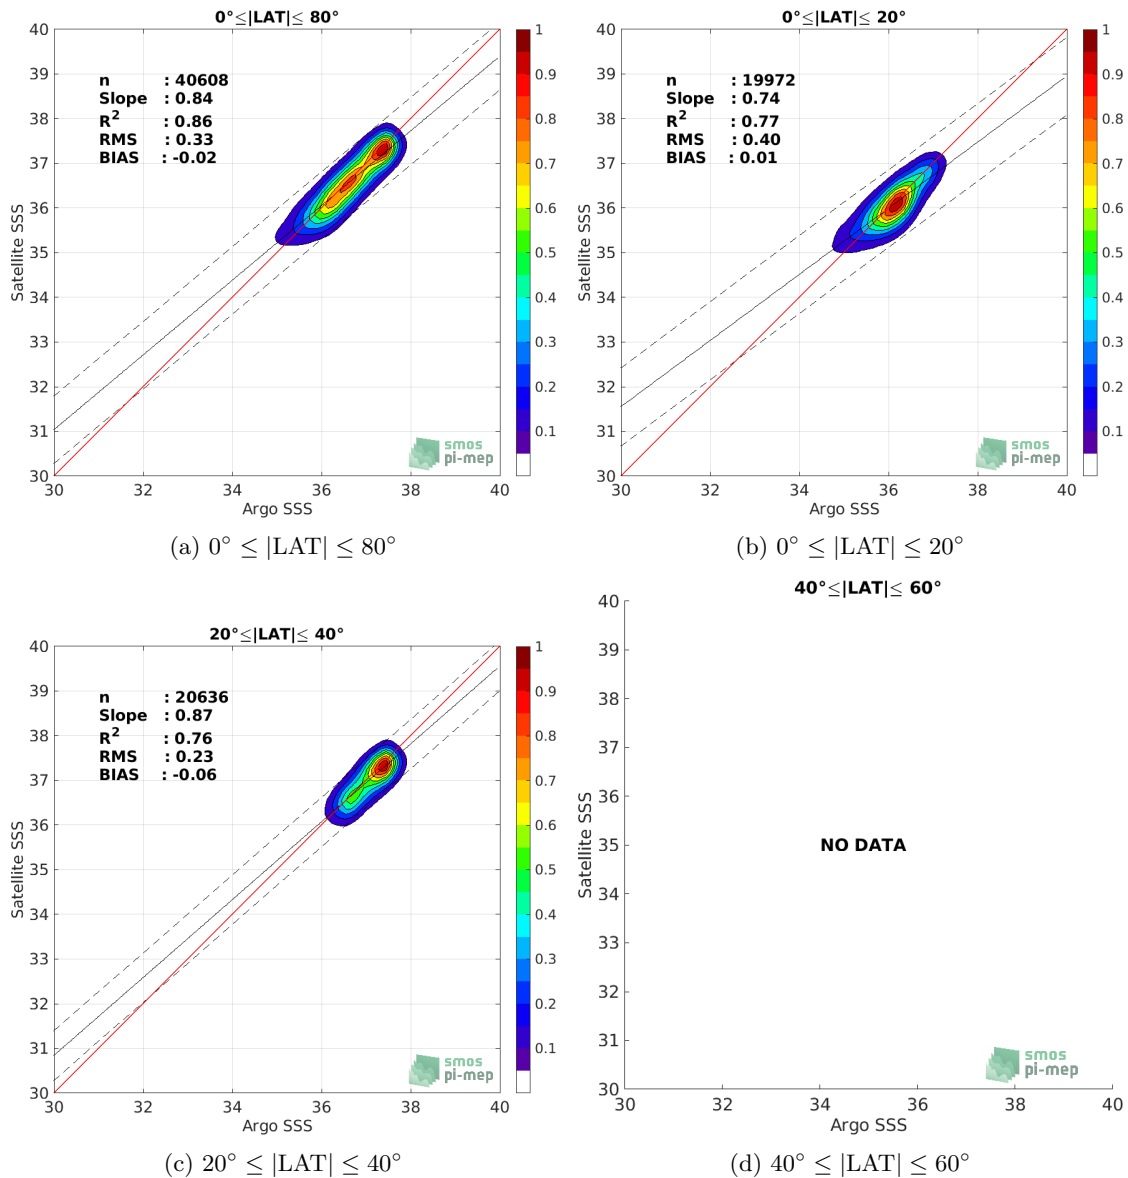 0°≤|LAT|≤ 80°
40
39
38
37
36
35
34
33
32
31
30
Satellite SSS
n : 40608
Slope : 0.84
R2 : 0.86
RMS : 0.33
BIAS : -0.02
smos
pi-mep
30 32 34 36 38 40
Argo SSS
1
0.9
0.8
0.7
0.6
0.5
0.4
0.3
0.2
0.1
(a) 0° ≤ |LAT| ≤ 80°
0°≤|LAT|≤ 20°
40
39
38
37
36
35
34
33
32
31
30
Satellite SSS
n : 19972
Slope : 0.74
R2 : 0.77
RMS : 0.40
BIAS : 0.01
smos
pi-mep
30 32 34 36 38 40
Argo SSS
1
0.9
0.8
0.7
0.6
0.5
0.4
0.3
0.2
0.1
(b) 0° ≤ |LAT| ≤ 20°
20°≤|LAT|≤ 40°
40
39
38
37
36
35
34
33
32
31
30
Satellite SSS
n : 20636
Slope : 0.87
R2 : 0.76
RMS : 0.23
BIAS : -0.06
smos
pi-mep
30 32 34 36 38 40
Argo SSS
1
0.9
0.8
0.7
0.6
0.5
0.4
0.3
0.2
0.1
(c) 20° ≤ |LAT| ≤ 40°
40°≤|LAT|≤ 60°
40
39
38
37
36
35
34
33
32
31
30
Satellite SSS
NO DATA
smos
pi-mep
30 32 34 36 38 40
Argo SSS
(d) 40° ≤ |LAT| ≤ 60°